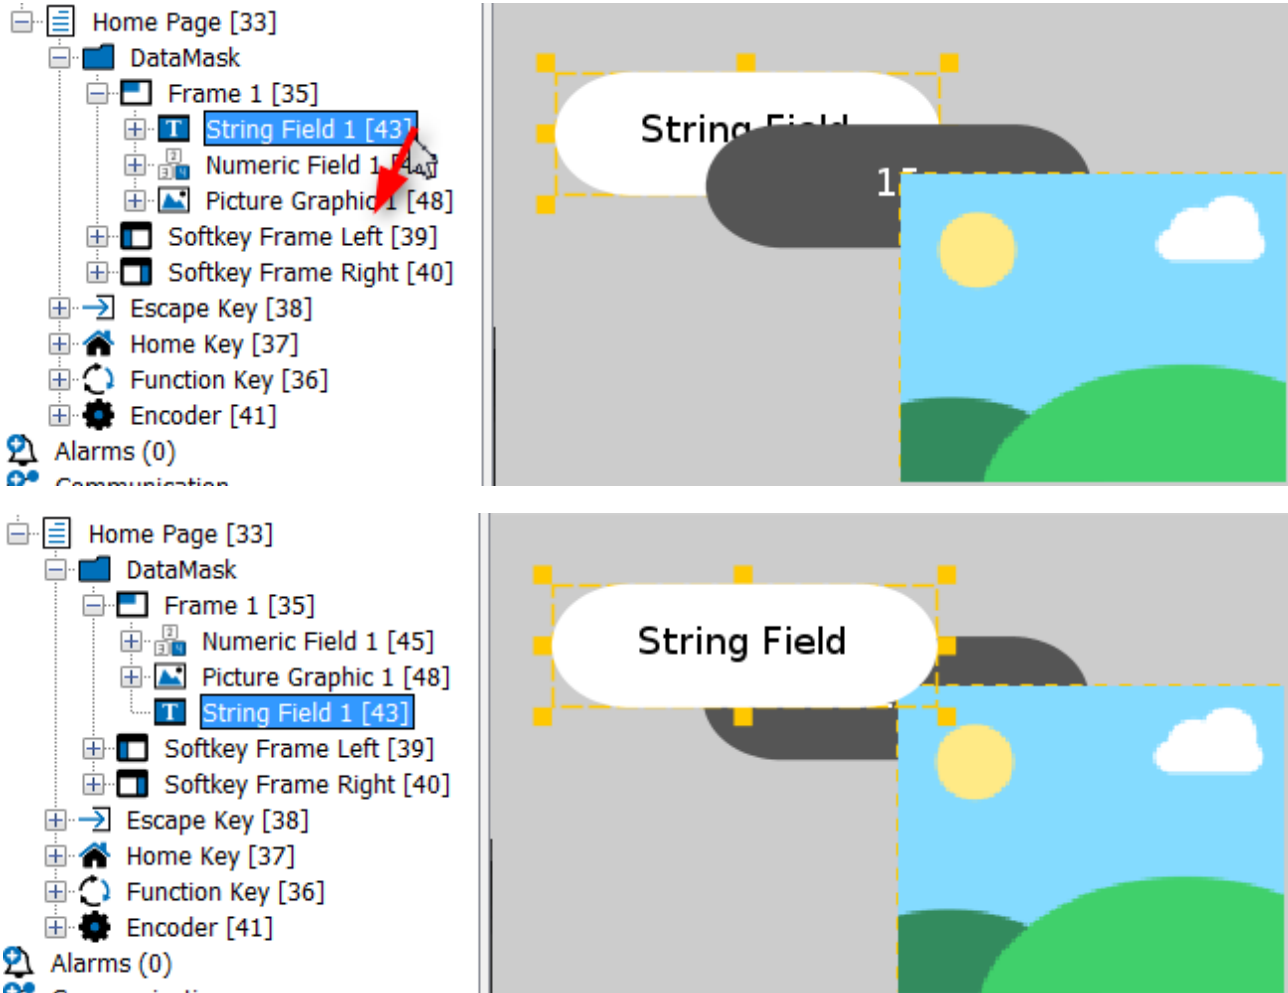 Home Page [33]
DataMask
Frame 1 [35]
String Field 1 [43]
Numeric Field 1
Picture Graphic 1 [48]
Softkey Frame Left [39]
Softkey Frame Right [40]
Escape Key [38]
Home Key [37]
Function Key [36]
Encoder [41]
Alarms (0)
Communication
String Field
Home Page [33]
DataMask
Frame 1 [35]
Numeric Field 1 [45]
Picture Graphic 1 [48]
String Field 1 [43]
Softkey Frame Left [39]
Softkey Frame Right [40]
Escape Key [38]
Home Key [37]
Function Key [36]
Encoder [41]
Alarms (0)
String Field